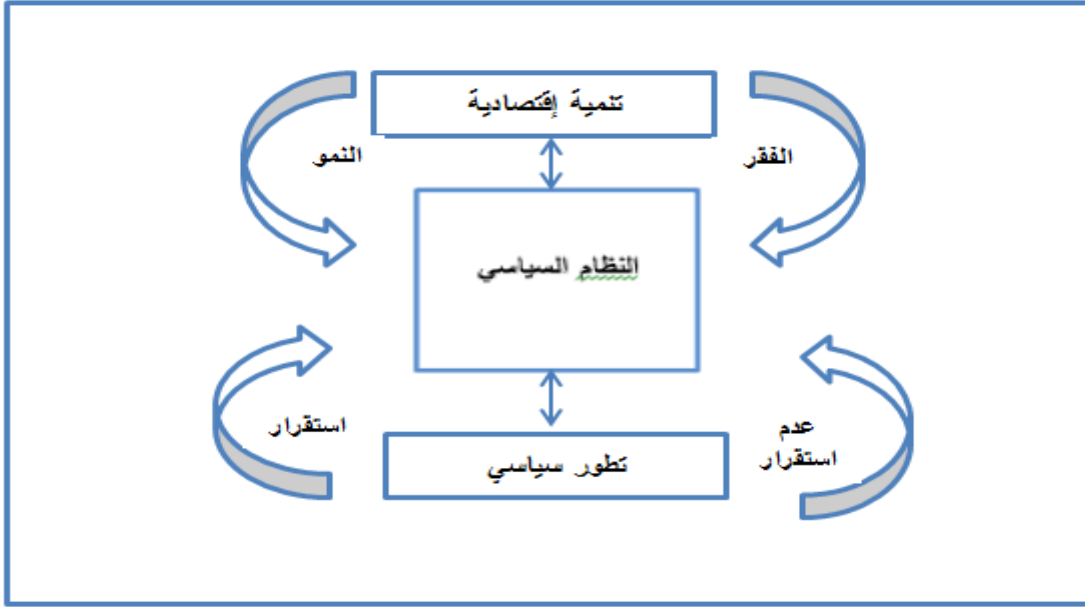 تنمية إقتصادية
الفقر
النمو
النظام السياسي
عدم
استقرار
استقرار
تطور سياسي